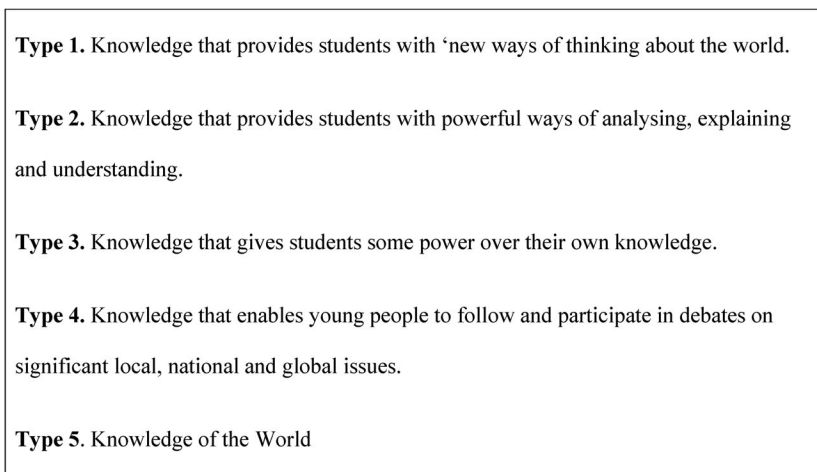 Type 1. Knowledge that provides students with ‘new ways of thinking about the world.
Type 2. Knowledge that provides students with powerful ways of analysing, explaining
and understanding.
Type 3. Knowledge that gives students some power over their own knowledge.
Type 4. Knowledge that enables young people to follow and participate in debates on
significant local, national and global issues.
Type 5. Knowledge of the World